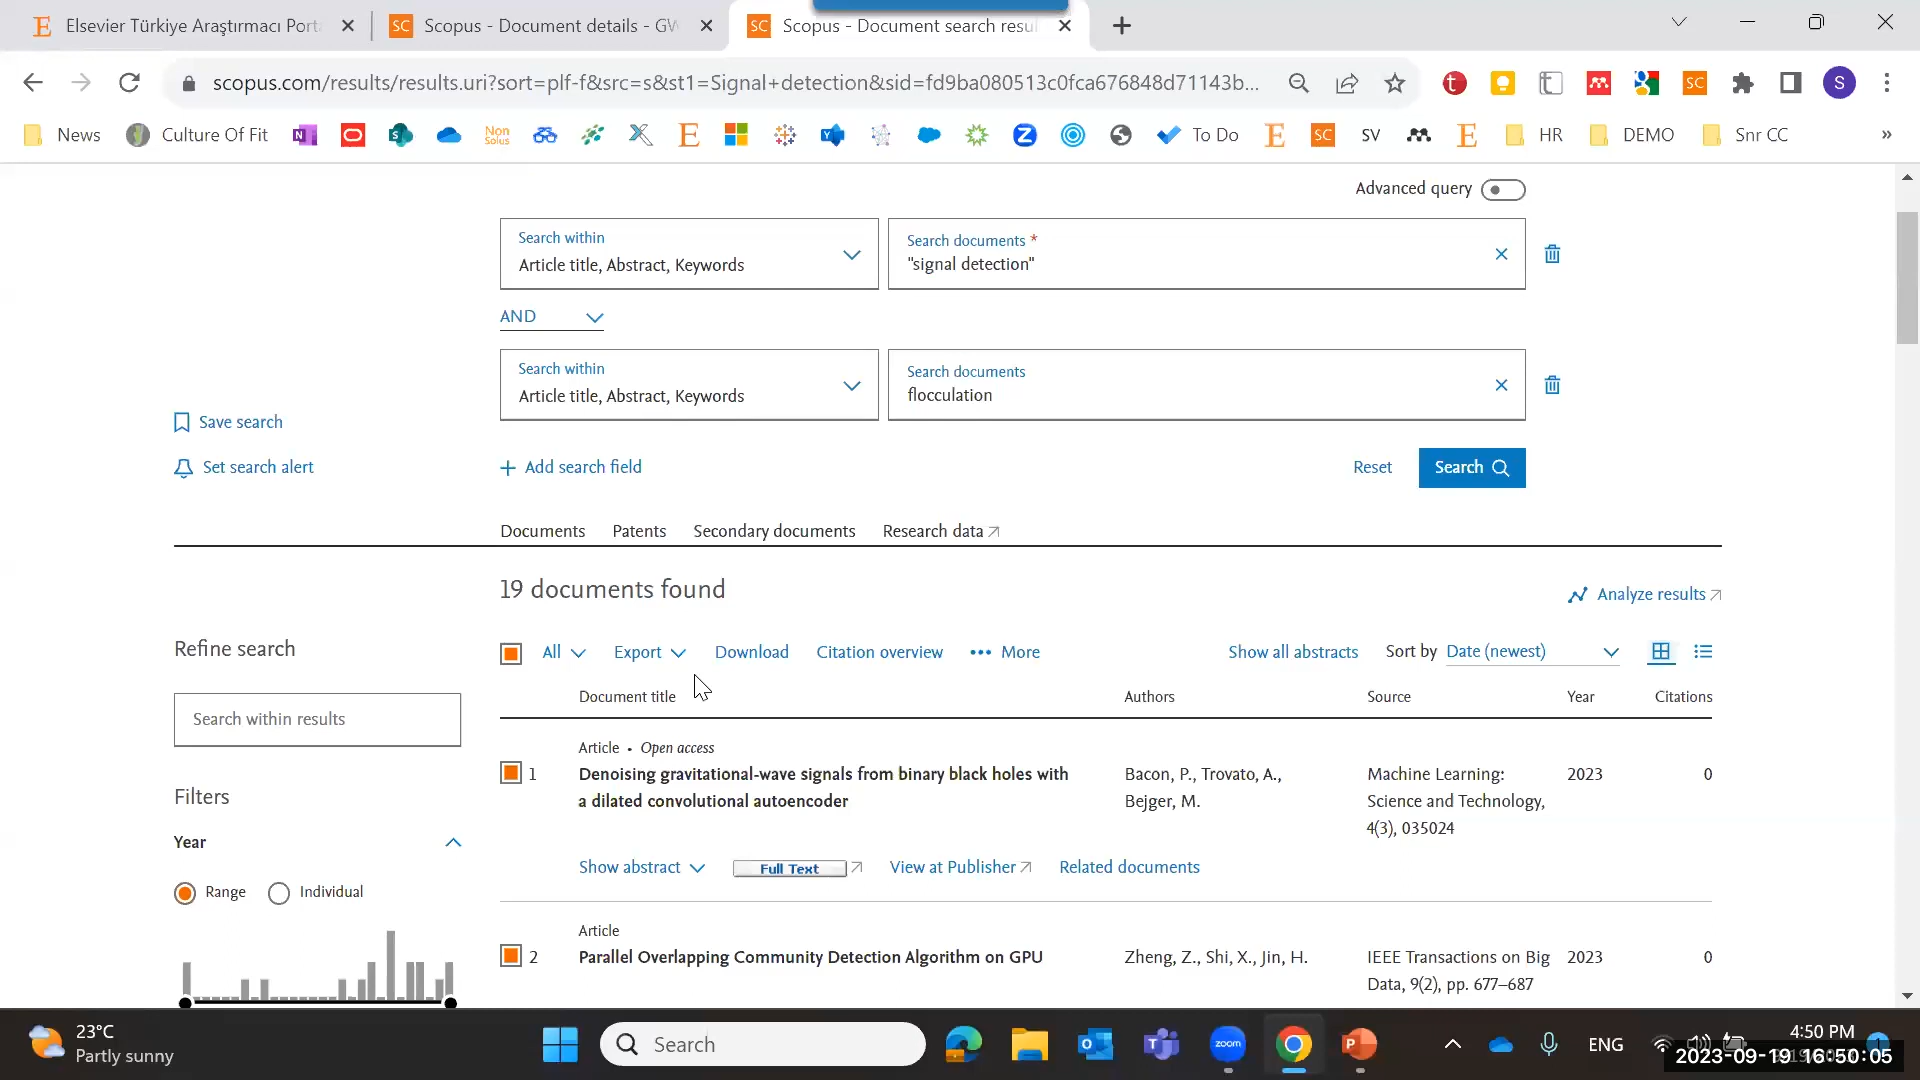 Elsevier Türkiye Araştırmacı Porta
SC Scopus - Document details - GW
SC Scopus - Document search resul
scopus.com/results/results.uri?sort=plf-f&src=s&st1=Signal+detection&sid=fd9ba080513c0fca676848d71143b...
SC
S
News
Culture Of Fit
Non Solus
SC
SV
To Do
HR
DEMO
Snr CC
»
Advanced query
Search within
Article title, Abstract, Keywords
Search documents *
"signal detection"
AND
Search within
Article title, Abstract, Keywords
Search documents
flocculation
Save search
Set search alert
+ Add search field
Reset
Search
Documents Patents Secondary documents Research data
19 documents found
Analyze results
Refine search
All Export Download Citation overview ••• More
Show all abstracts Sort by Date (newest)
Document title Authors Source Year Citations
Search within results
Article • Open access
1 Denoising gravitational-wave signals from binary black holes with
a dilated convolutional autoencoder
Bacon, P., Trovato, A.,
Bejger, M.
Machine Learning:
Science and Technology,
4(3), 035024
2023
0
Filters
Year
Range Individual
Show abstract Full Text View at Publisher Related documents
Article
2 Parallel Overlapping Community Detection Algorithm on GPU
Zheng, Z., Shi, X., Jin, H.
IEEE Transactions on Big
Data, 9(2), pp. 677–687
2023
0
23°C
Partly sunny
Search
zoom
ENG
4:50 PM
2023-09-19 16:50:05